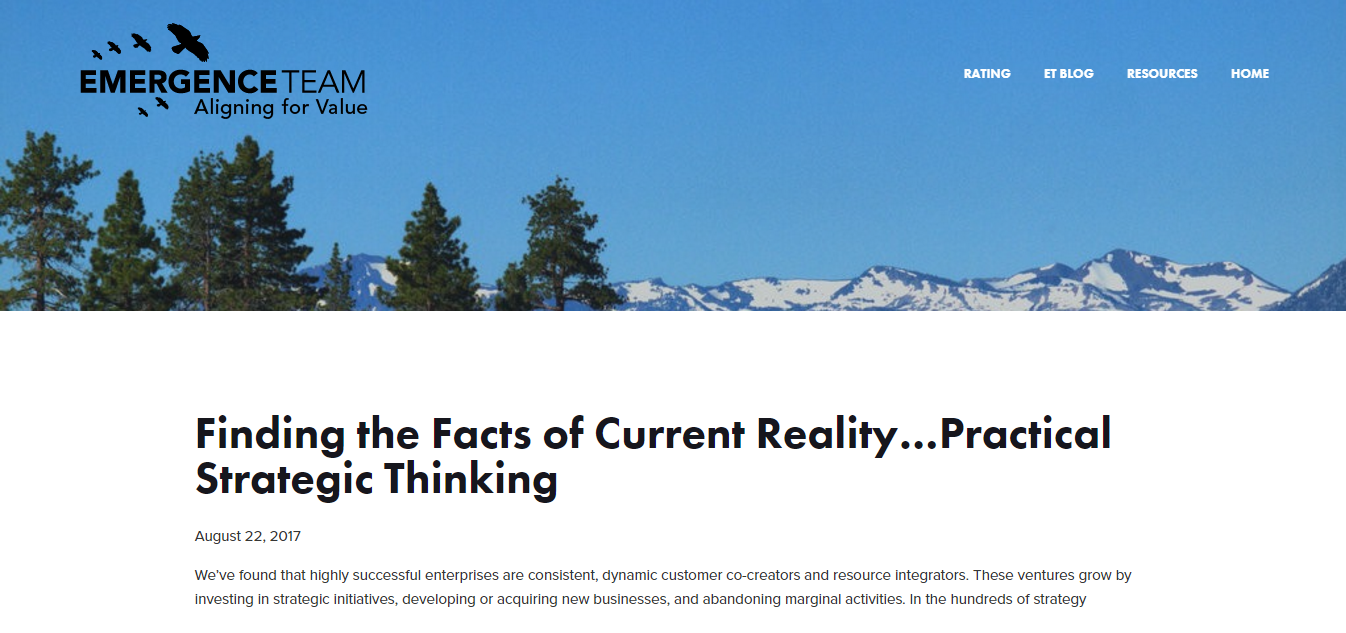 EMERGENCE TEAM
Aligning for Value
RATING ET BLOG RESOURCES HOME
Finding the Facts of Current Reality...Practical
Strategic Thinking
August 22, 2017
We’ve found that highly successful enterprises are consistent, dynamic customer co-creators and resource integrators. These ventures grow by
investing in strategic initiatives, developing or acquiring new businesses, and abandoning marginal activities. In the hundreds of strategy